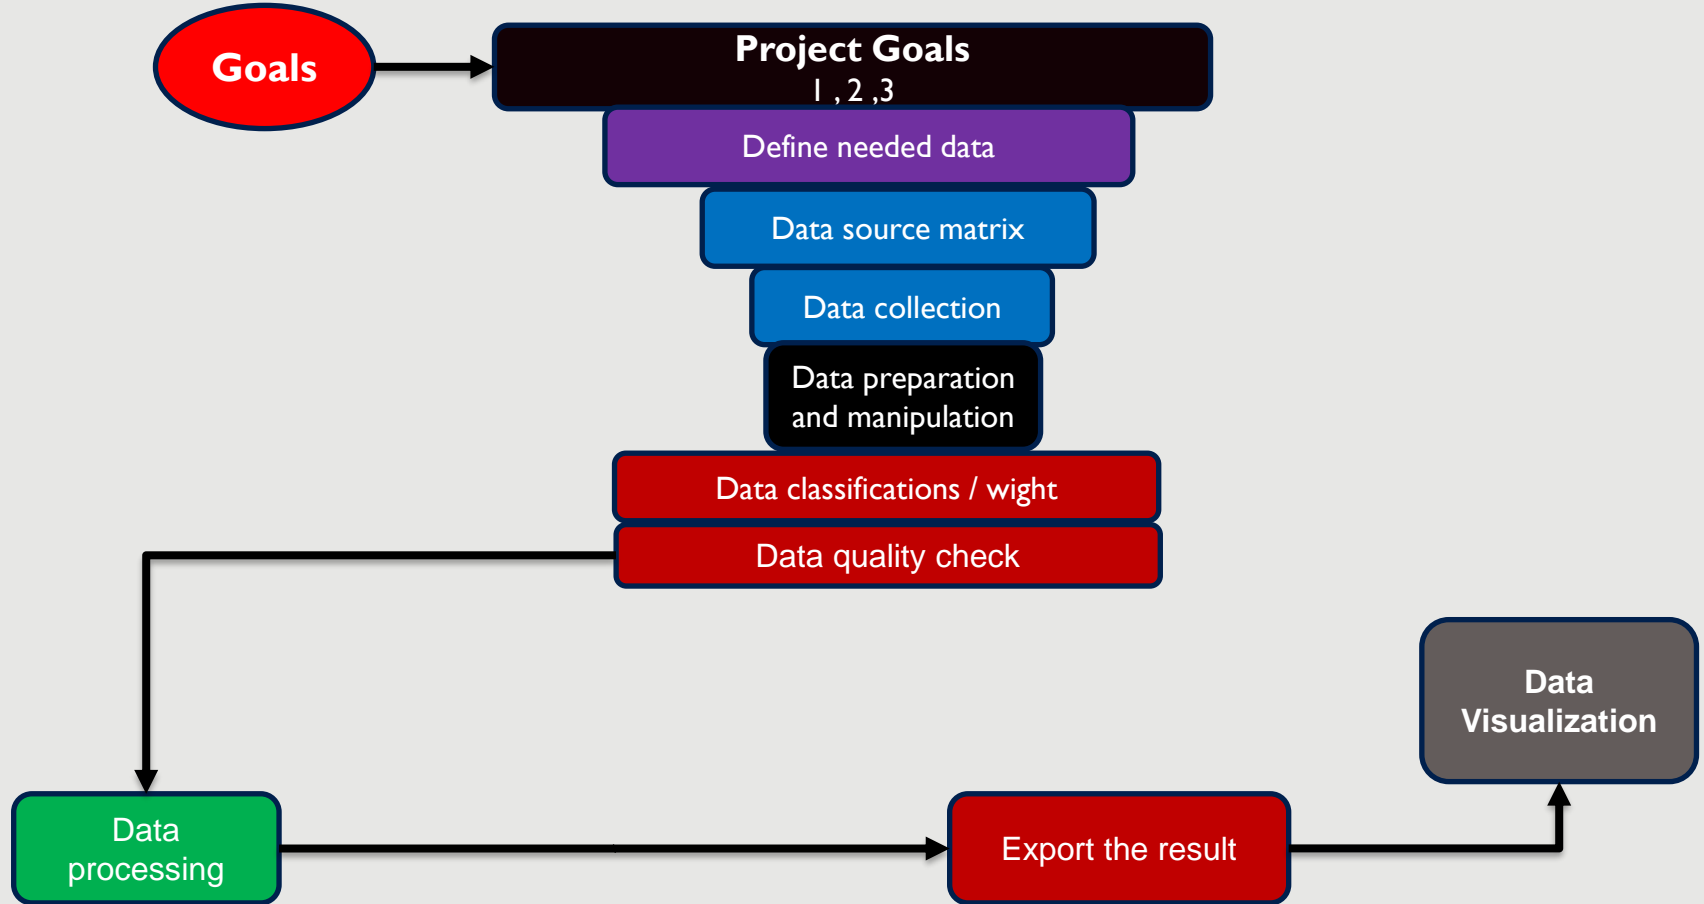 Goals
Project Goals
1 , 2 ,3
Define needed data
Data source matrix
Data collection
Data preparation
and manipulation
Data classifications / wight
Data quality check
Data
Visualization
Data
processing
Export the result